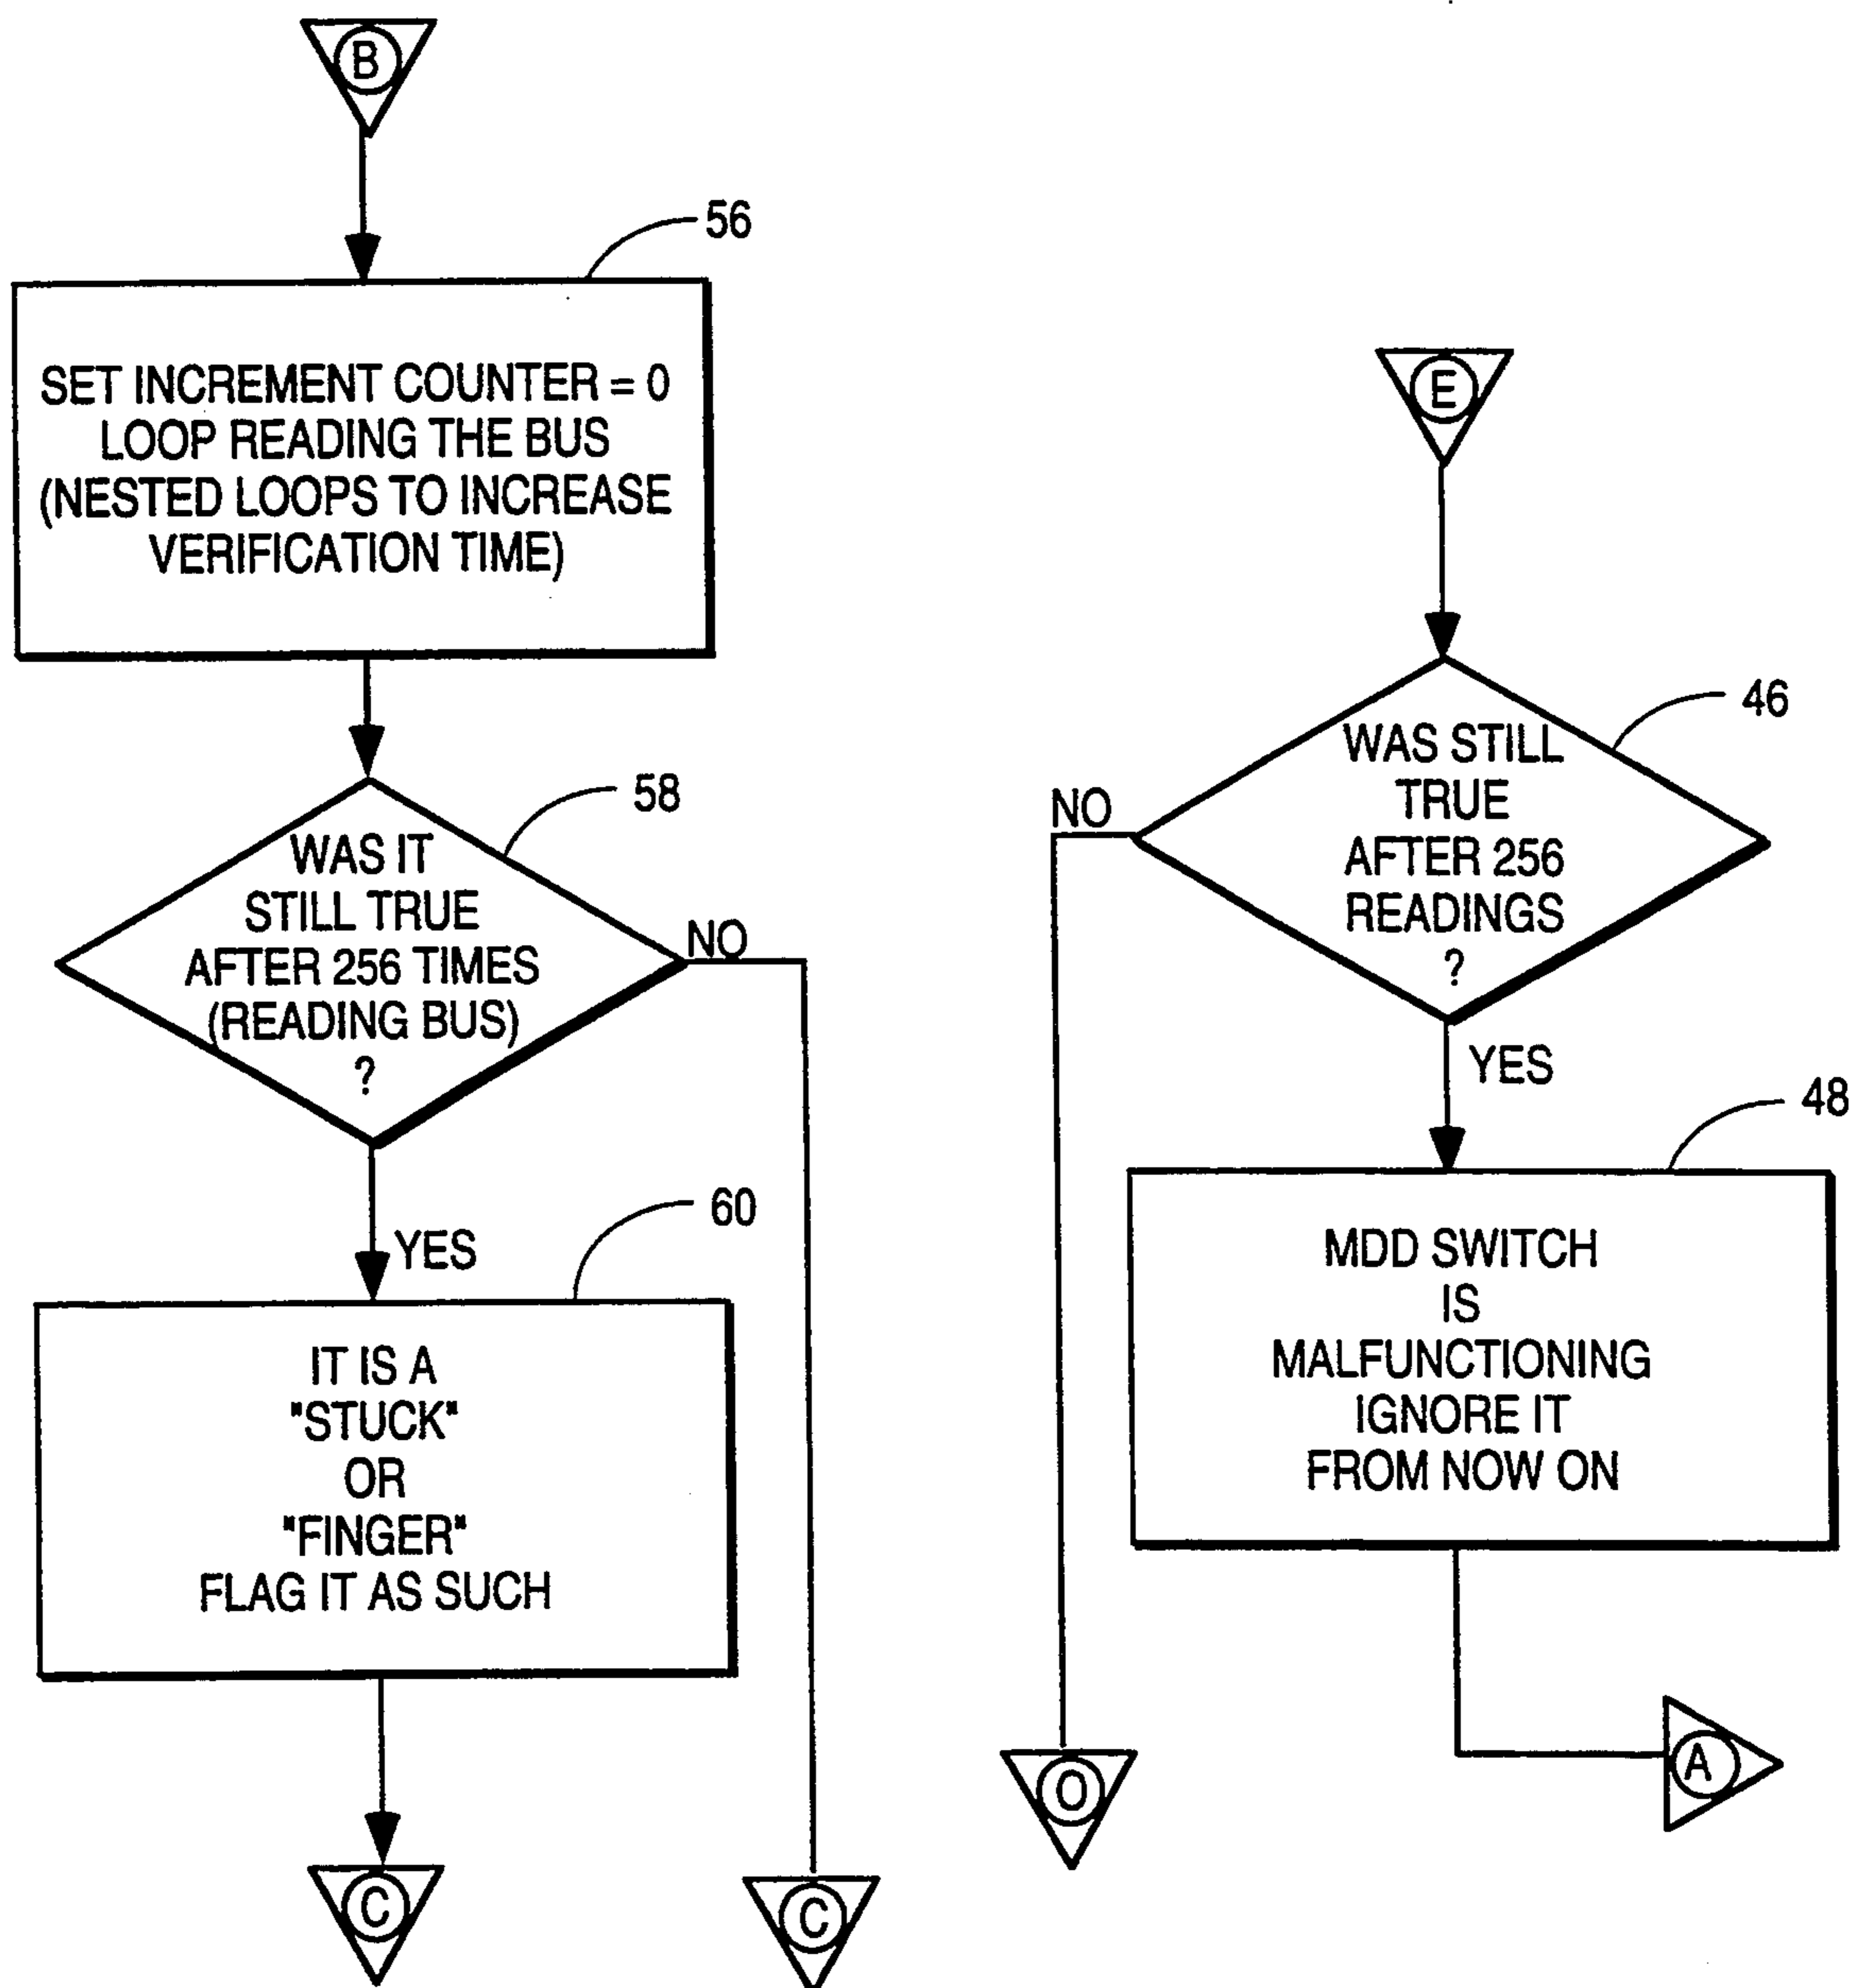 B
56
SET INCREMENT COUNTER = 0
LOOP READING THE BUS
(NESTED LOOPS TO INCREASE
VERIFICATION TIME)
58
WAS IT
STILL TRUE
AFTER 256 TIMES
(READING BUS)
?
NO
YES
60
IT IS A
"STUCK"
OR
"FINGER"
FLAG IT AS SUCH
C
C
E
46
WAS STILL
TRUE
AFTER 256
READINGS
?
NO
YES
48
MDD SWITCH
IS
MALFUNCTIONING
IGNORE IT
FROM NOW ON
O
A